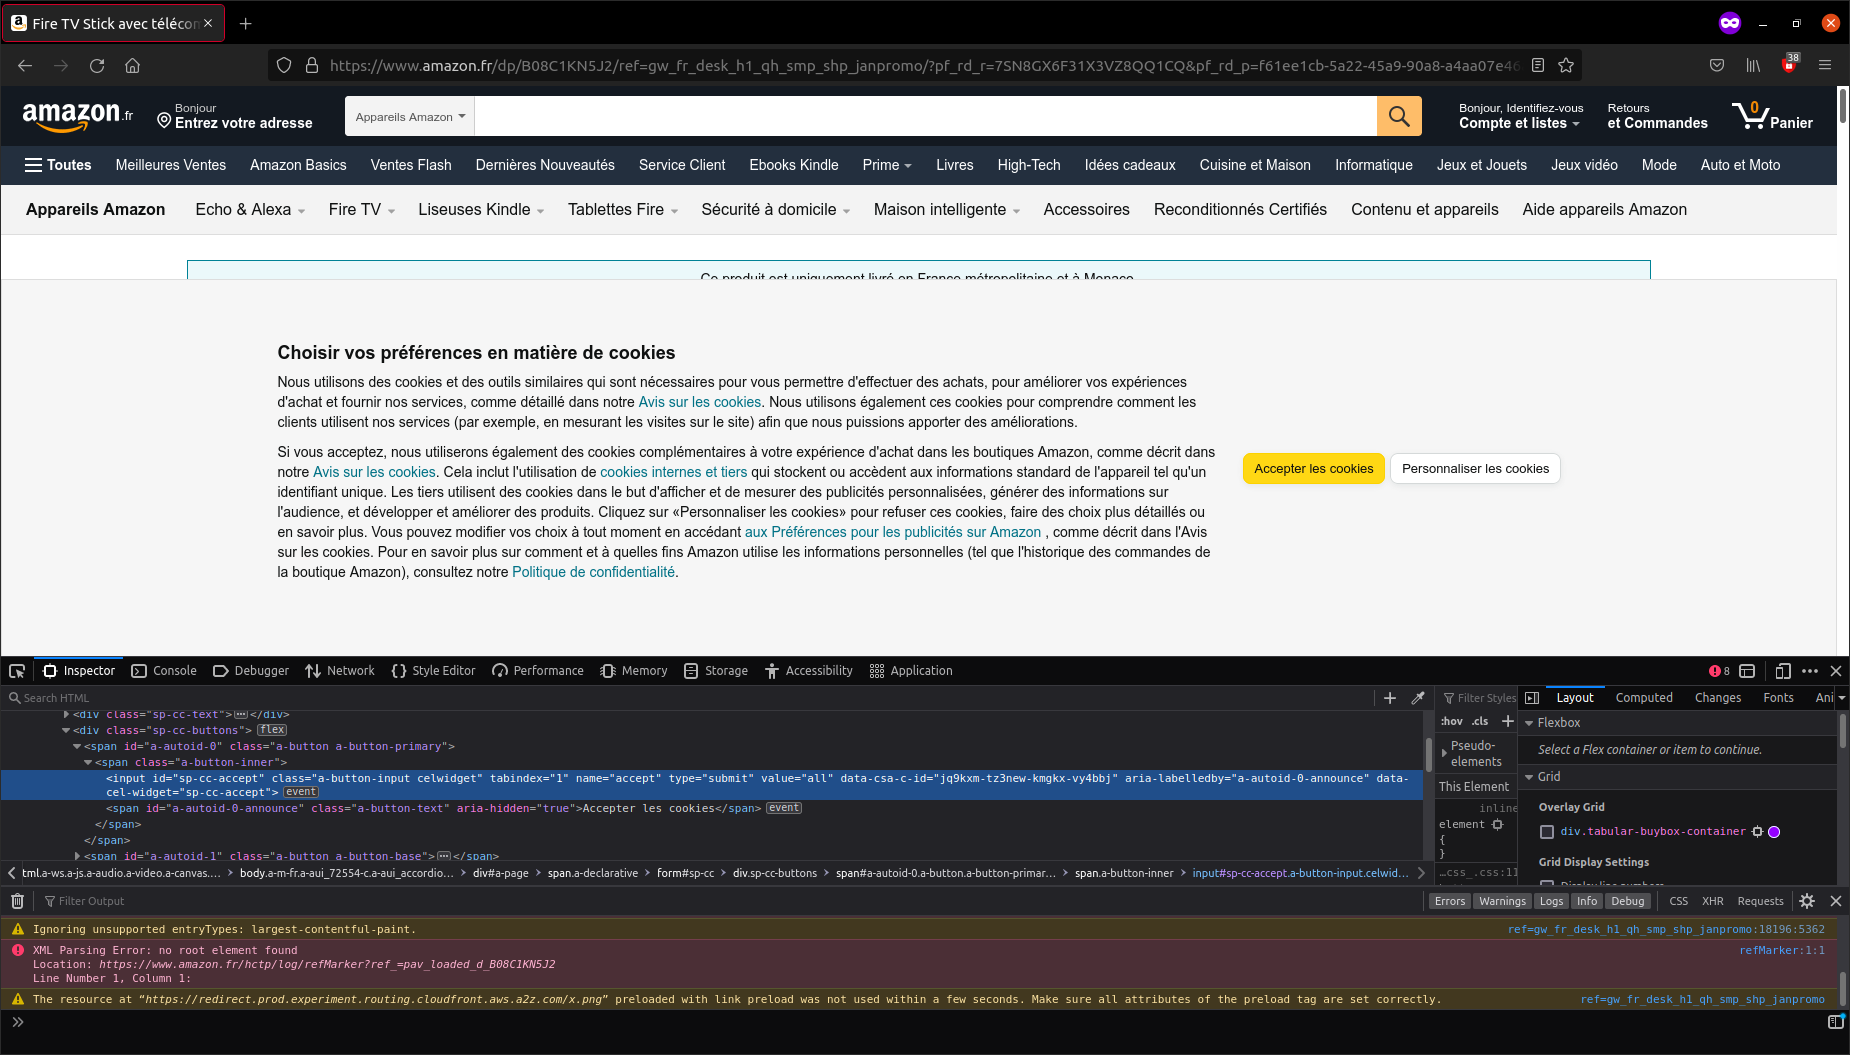 Fire TV Stick avec téléco
https://www.amazon.fr/dp/B08C1KN5J2/ref=gw_fr_desk_h1_qh_smp_shp_janpromo/?pf_rd_r=7SN8GX6F31X3VZ8QQ1CQ&pf_rd_p=f61ee1cb-5a22-45a9-90a8-a4aa07e46
38
amazon.fr
Bonjour
Entrez votre adresse
Appareils Amazon
Bonjour, Identifiez-vous
Compte et listes
Retours
et Commandes
0
Panier
Toutes Meilleures Ventes Amazon Basics Ventes Flash Dernières Nouveautés Service Client Ebooks Kindle Prime Livres High-Tech Idées cadeaux Cuisine et Maison Informatique Jeux et Jouets Jeux vidéo Mode Auto et Moto
Appareils Amazon Echo & Alexa Fire TV Liseuses Kindle Tablettes Fire Sécurité à domicile Maison intelligente Accessoires Reconditionnés Certifiés Contenu et appareils Aide appareils Amazon
Ce produit est uniquement livré en France métropolitaine et à Monaco
Choisir vos préférences en matière de cookies
Nous utilisons des cookies et des outils similaires qui sont nécessaires pour vous permettre d'effectuer des achats, pour améliorer vos expériences
d'achat et fournir nos services, comme détaillé dans notre Avis sur les cookies. Nous utilisons également ces cookies pour comprendre comment les
clients utilisent nos services (par exemple, en mesurant les visites sur le site) afin que nous puissions apporter des améliorations.
Si vous acceptez, nous utiliserons également des cookies complémentaires à votre expérience d'achat dans les boutiques Amazon, comme décrit dans
notre Avis sur les cookies. Cela inclut l'utilisation de cookies internes et tiers qui stockent ou accèdent aux informations standard de l'appareil tel qu'un
identifiant unique. Les tiers utilisent des cookies dans le but d'afficher et de mesurer des publicités personnalisées, générer des informations sur
l'audience, et développer et améliorer des produits. Cliquez sur «Personnaliser les cookies» pour refuser ces cookies, faire des choix plus détaillés ou
en savoir plus. Vous pouvez modifier vos choix à tout moment en accédant aux Préférences pour les publicités sur Amazon , comme décrit dans l'Avis
sur les cookies. Pour en savoir plus sur comment et à quelles fins Amazon utilise les informations personnelles (tel que l'historique des commandes de
la boutique Amazon), consultez notre Politique de confidentialité.
Accepter les cookies
Personnaliser les cookies
Inspector Console Debugger Network Style Editor Performance Memory Storage Accessibility Application 8
Search HTML
<div class="sp-cc-text"></div>
<div class="sp-cc-buttons"> flex
<span id="a-autoid-0" class="a-button a-button-primary">
<span class="a-button-inner">
<input id="sp-cc-accept" class="a-button-input celwidget" tabindex="1" name="accept" type="submit" value="all" data-csa-c-id="jq9kxm-tz3new-kmgkx-vy4bbj" aria-labelledby="a-autoid-0-announce" data-
cel-widget="sp-cc-accept"> event
<span id="a-autoid-0-announce" class="a-button-text" aria-hidden="true">Accepter les cookies</span> event
</span>
</span>
<span id="a-autoid-1" class="a-button a-button-base"></span>
tml.a-ws.a-js.a-audio.a-video.a-canvas.… body.a-m-fr.a-aui_72554-c.a-aui_accordio… div#a-page span.a-declarative form#sp-cc div.sp-cc-buttons span#a-autoid-0.a-button.a-button-primar… span.a-button-inner input#sp-cc-accept.a-button-input.celwid…
Filter Styles
:hov .cls
Pseudo-
elements
This Element
inline
element
{
}
…css_.css:11
Layout Computed Changes Fonts Ani
Flexbox
Select a Flex container or item to continue.
Grid
Overlay Grid
div.tabular-buybox-container
Grid Display Settings
Display line numbers
Filter Output
Errors Warnings Logs Info Debug CSS XHR Requests
Ignoring unsupported entryTypes: largest-contentful-paint. ref=gw_fr_desk_h1_qh_smp_shp_janpromo:18196:5362
XML Parsing Error: no root element found refMarker:1:1
Location: https://www.amazon.fr/hctp/log/refMarker?ref_=pav_loaded_d_B08C1KN5J2
Line Number 1, Column 1:
The resource at “https://redirect.prod.experiment.routing.cloudfront.aws.a2z.com/x.png” preloaded with link preload was not used within a few seconds. Make sure all attributes of the preload tag are set correctly. ref=gw_fr_desk_h1_qh_smp_shp_janpromo